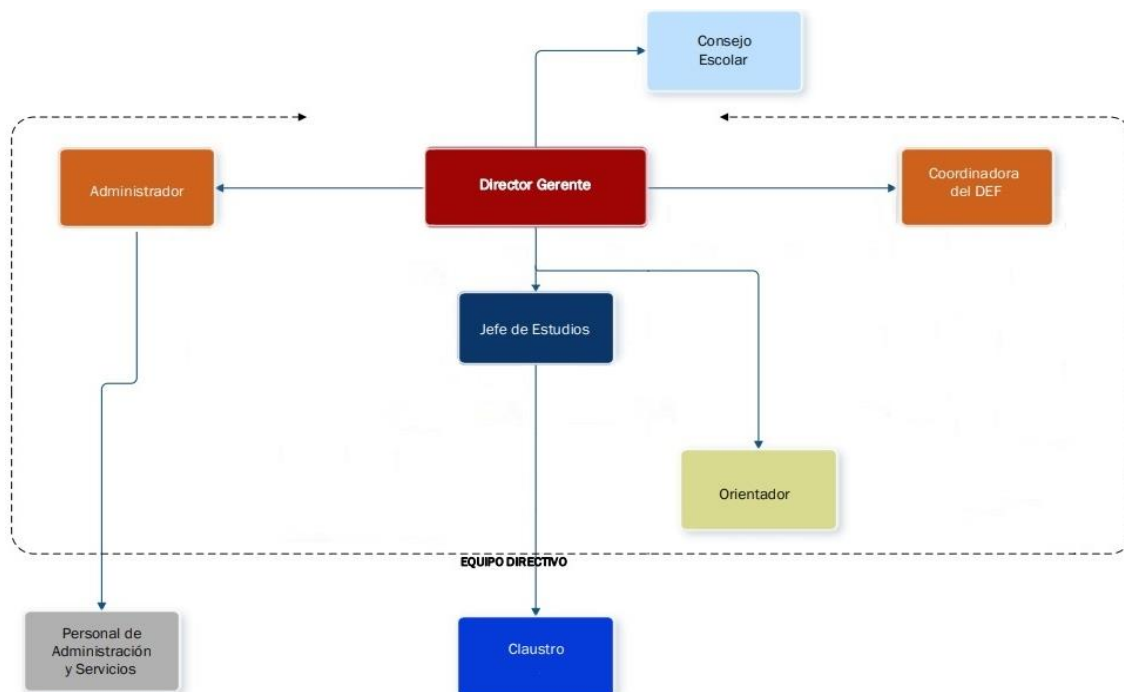 Consejo
Escolar
Administrador
Director Gerente
Coordinadora
del DEF
Jefe de Estudios
Orientador
EQUIPO DIRECTIVO
Personal de
Administración
y Servicios
Claustro